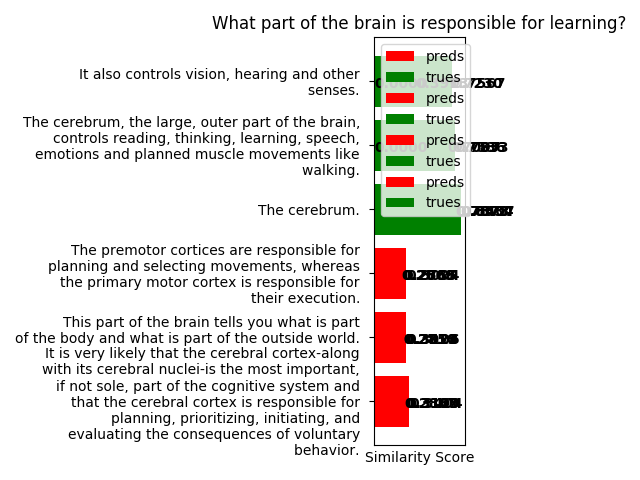 What part of the brain is responsible for learning?
It also controls vision, hearing and other
senses.
The cerebrum, the large, outer part of the brain,
controls reading, thinking, learning, speech,
emotions and planned muscle movements like
walking.
The cerebrum.
The premotor cortices are responsible for
planning and selecting movements, whereas
the primary motor cortex is responsible for
their execution.
This part of the brain tells you what is part
of the body and what is part of the outside world.
It is very likely that the cerebral cortex-along
with its cerebral nuclei-is the most important,
if not sole, part of the cognitive system and
that the cerebral cortex is responsible for
planning, prioritizing, initiating, and
evaluating the consequences of voluntary
behavior.
preds
trues
preds
trues
preds
trues
preds
trues
Similarity Score